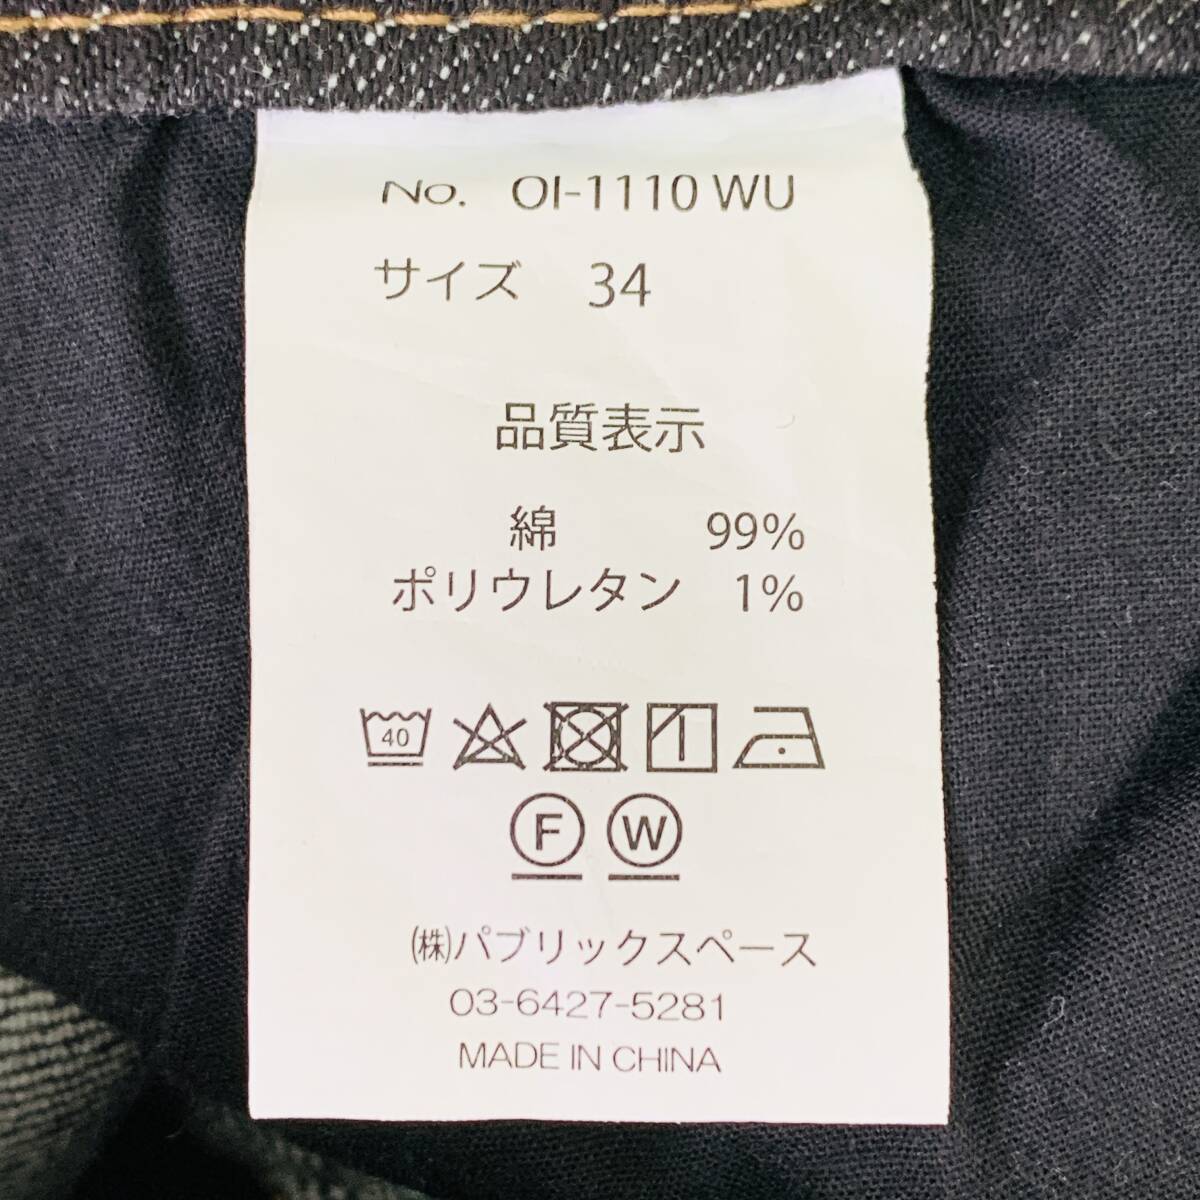 No. OI-1110 WU
サイズ 34
品質表示
綿 99%
ポリウレタン 1%
40
F W
㈱パブリックスペース
03-6427-5281
MADE IN CHINA